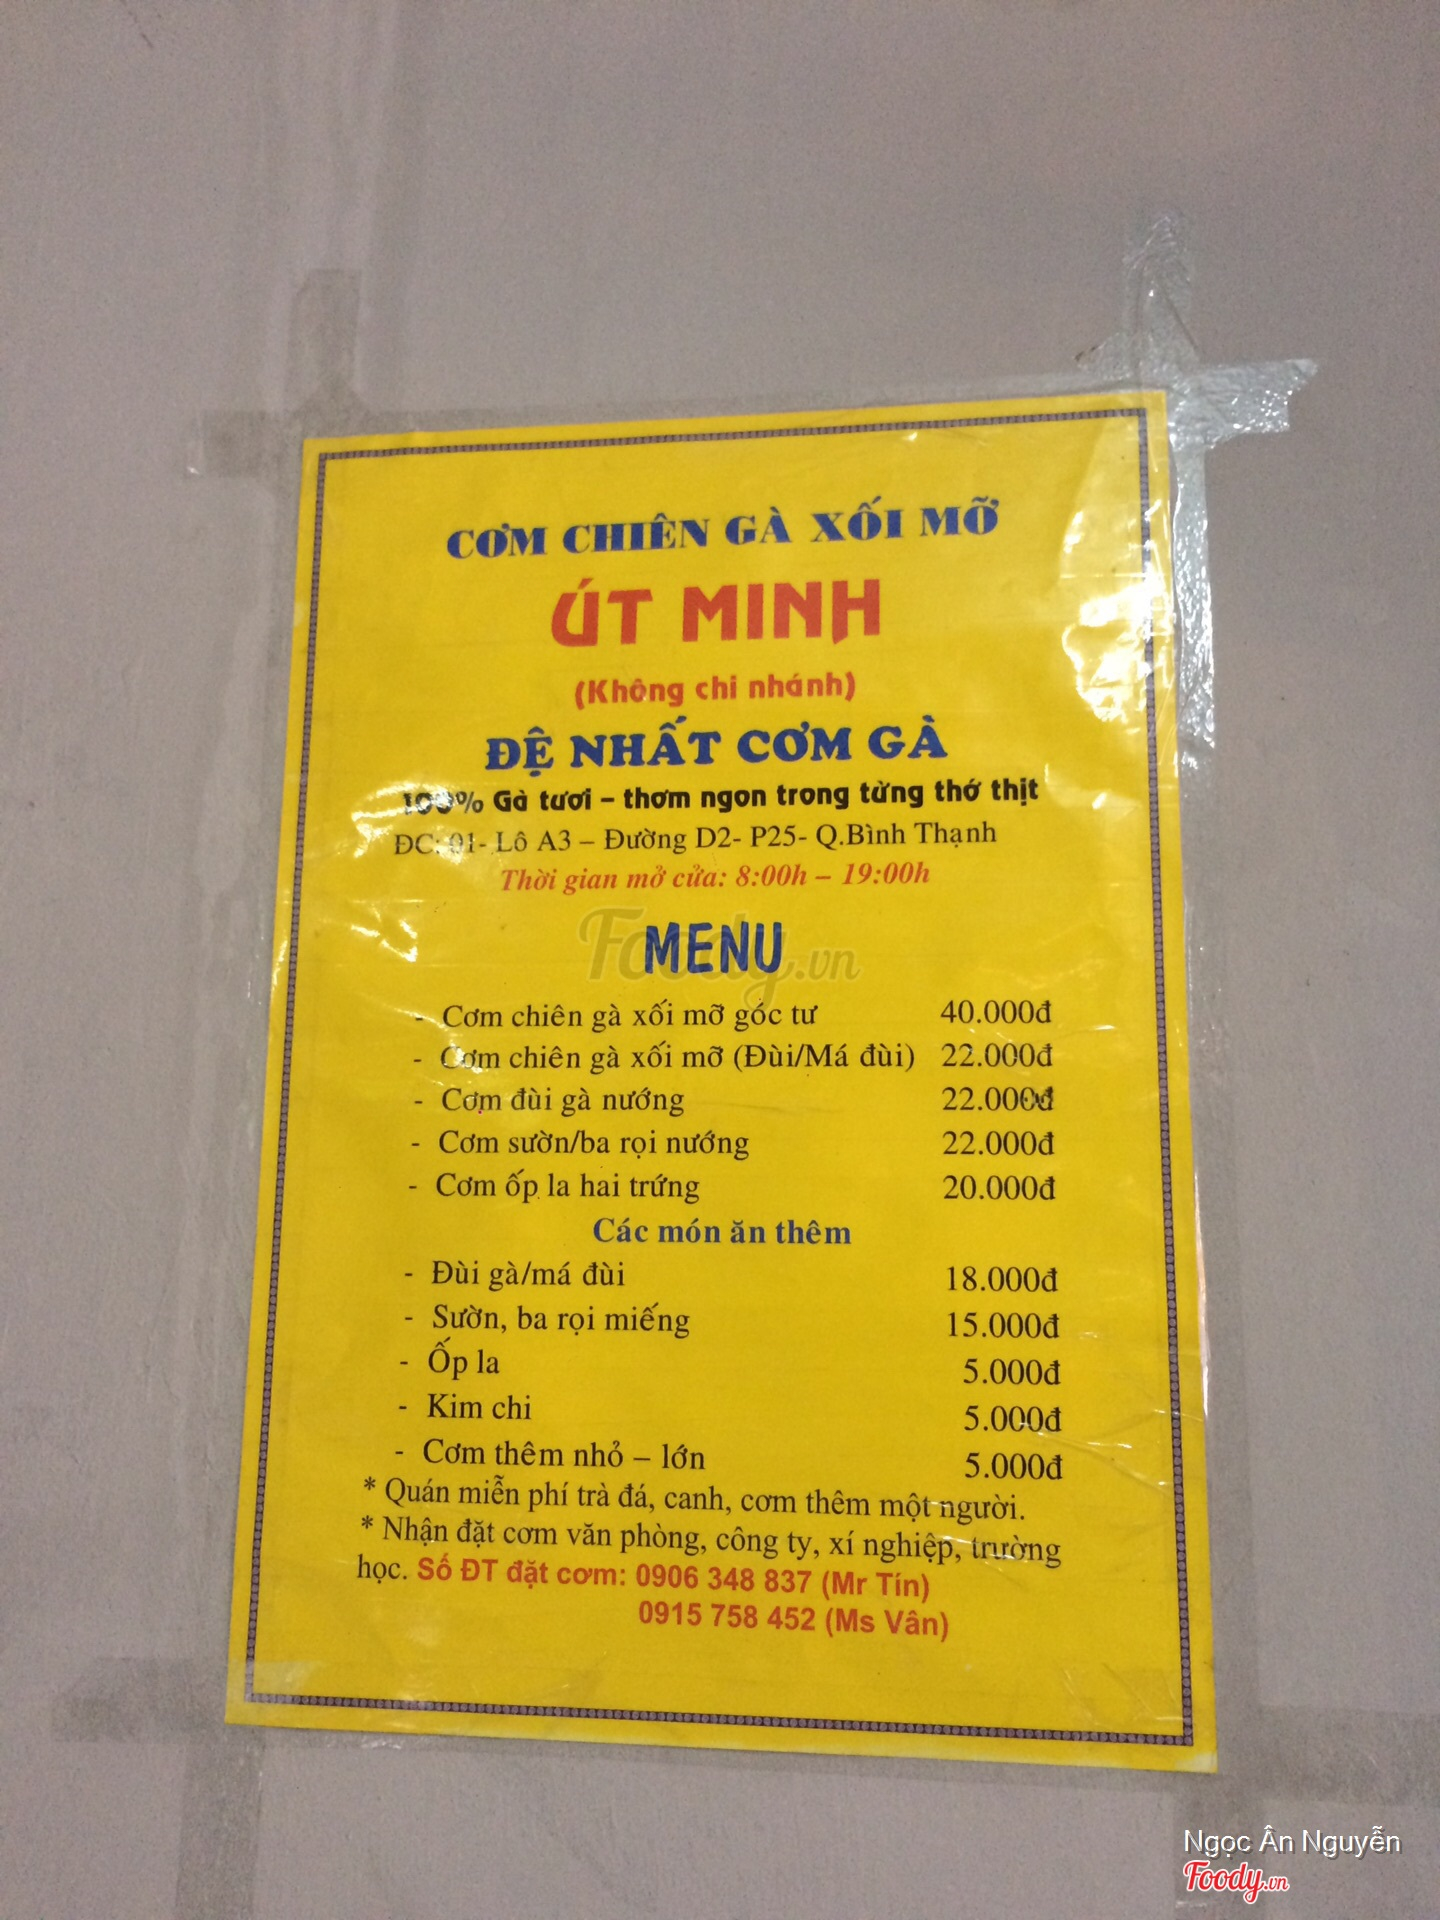 CƠM CHIÊN GÀ XỐI MỠ
ÚT MINH
(Không chi nhánh)
ĐỆ NHẤT CƠM GÀ
100% Gà tươi – thơm ngon trong từng thớ thịt
ĐC: 01- Lô A3 – Đường D2- P25- Q.Bình Thạnh
Thời gian mở cửa: 8:00h – 19:00h
MENU
Foody.vn
- Cơm chiên gà xối mỡ góc tư 40.000đ
- Cơm chiên gà xối mỡ (Đùi/Má đùi) 22.000đ
- Cơm đùi gà nướng 22.000đ
- Cơm sườn/ba rọi nướng 22.000đ
- Cơm ốp la hai trứng 20.000đ
Các món ăn thêm
- Đùi gà/má đùi 18.000đ
- Sườn, ba rọi miếng 15.000đ
- Ốp la 5.000đ
- Kim chi 5.000đ
- Cơm thêm nhỏ – lớn 5.000đ
* Quán miễn phí trà đá, canh, cơm thêm một người.
* Nhận đặt cơm văn phòng, công ty, xí nghiệp, trường
học. Số ĐT đặt cơm: 0906 348 837 (Mr Tín)
0915 758 452 (Ms Vân)
Ngọc Ân Nguyễn
Foody.vn